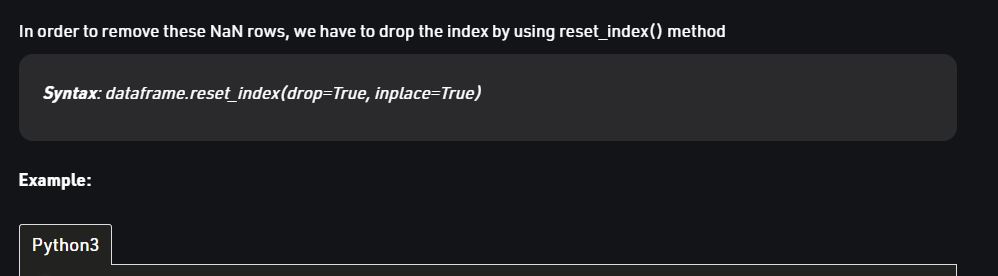 In order to remove these NaN rows, we have to drop the index by using reset_index() method
Syntax: dataframe.reset_index(drop=True, inplace=True)
Example:
Python3